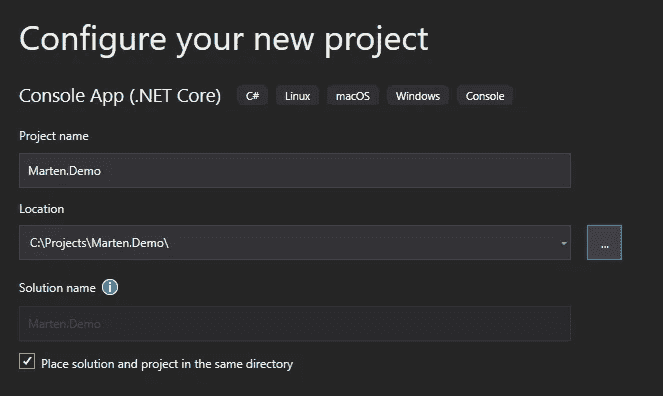 Configure your new project
Console App (.NET Core) C# Linux macOS Windows Console
Project name
Marten.Demo
Location
C:\Projects\Marten.Demo\
...
Solution name
Marten.Demo
Place solution and project in the same directory